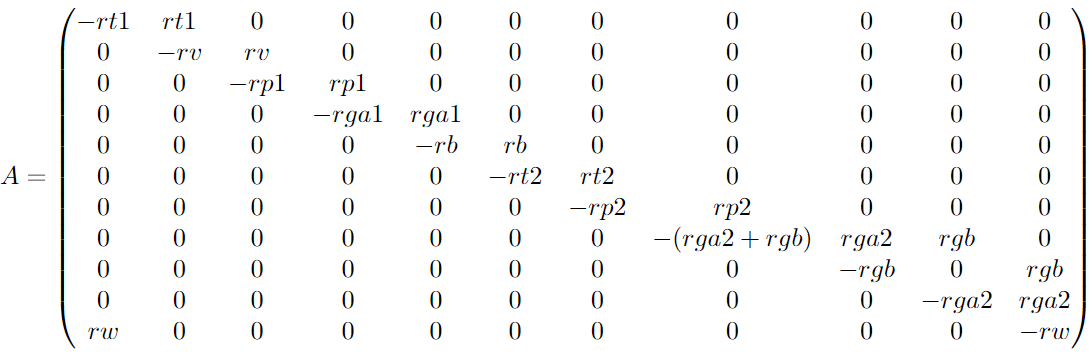 −rt1 rt1 0 0 0 0 0 0 0 0 0
0 −rv rv 0 0 0 0 0 0 0 0
0 0 −rp1 rp1 0 0 0 0 0 0 0
0 0 0 −rga1 rga1 0 0 0 0 0 0
0 0 0 0 −rb rb 0 0 0 0 0
A = 0 0 0 0 0 −rt2 rt2 0 0 0 0
0 0 0 0 0 0 −rp2 rp2 0 0 0
0 0 0 0 0 0 0 −(rga2 + rgb) rga2 rgb 0
0 0 0 0 0 0 0 0 −rgb 0 rgb
0 0 0 0 0 0 0 0 0 −rga2 rga2
rw 0 0 0 0 0 0 0 0 0 −rw